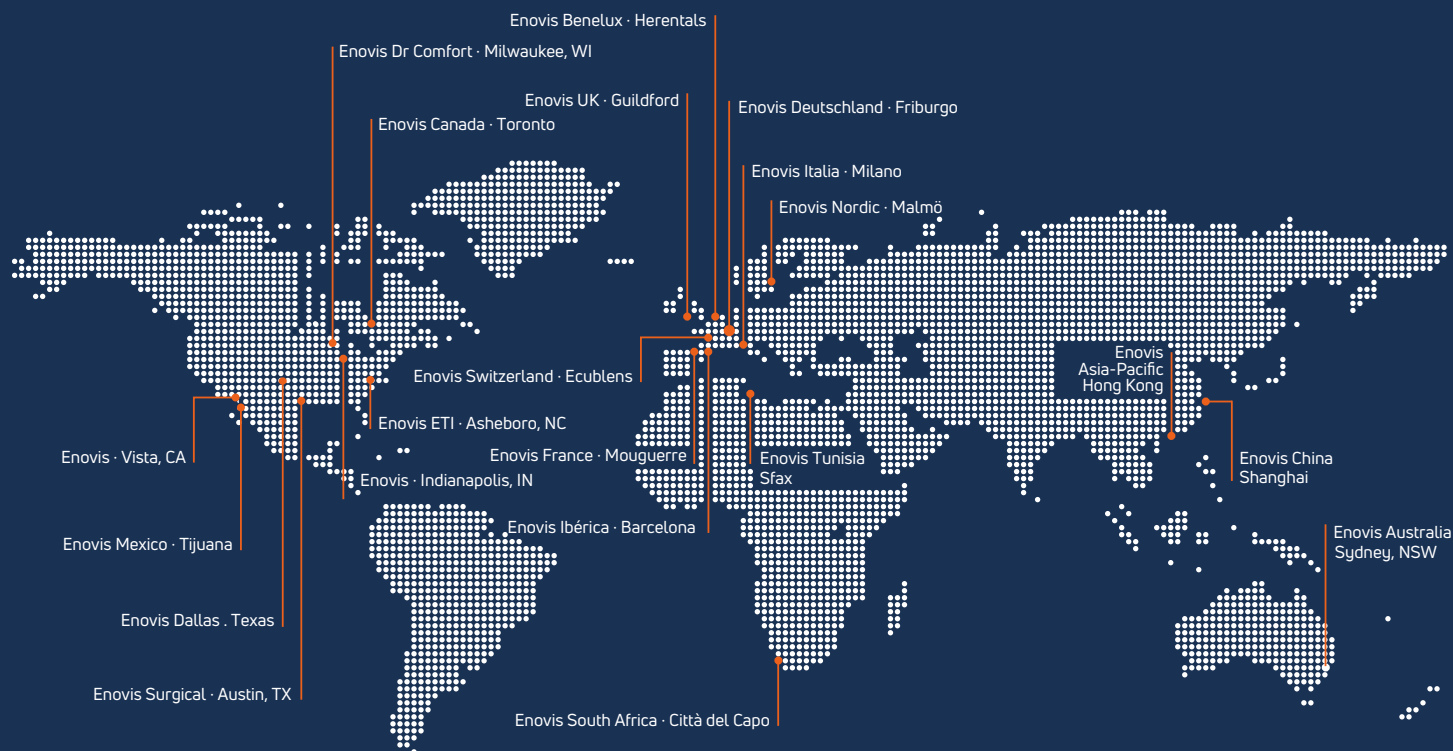 Enovis Benelux · Herentals
Enovis Dr Comfort · Milwaukee, WI
Enovis UK · Guildford
Enovis Deutschland · Friburgo
Enovis Canada · Toronto
Enovis Italia · Milano
Enovis Nordic · Malmö
Enovis
Asia-Pacific
Hong Kong
Enovis Switzerland · Ecublens
Enovis ETI · Asheboro, NC
Enovis · Vista, CA
Enovis France · Mouguerre
Enovis Tunisia
Sfax
Enovis China
Shanghai
Enovis · Indianapolis, IN
Enovis Ibérica · Barcelona
Enovis Mexico · Tijuana
Enovis Australia
Sydney, NSW
Enovis Dallas . Texas
Enovis Surgical · Austin, TX
Enovis South Africa · Città del Capo